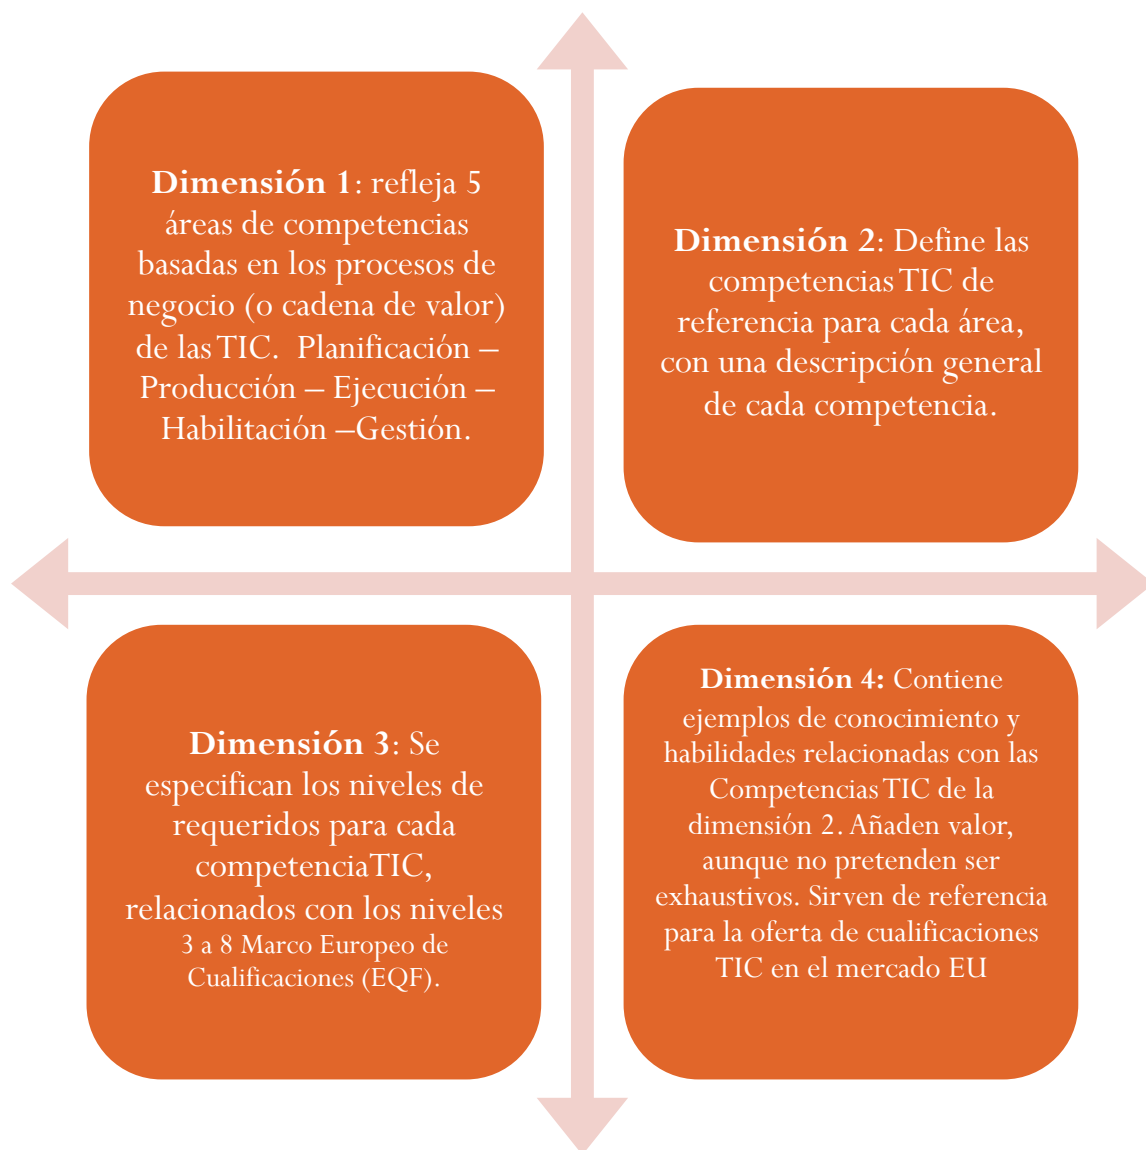 Dimensión 1: refleja 5
áreas de competencias
basadas en los procesos de
negocio (o cadena de valor)
de las TIC. Planificación –
Producción – Ejecución –
Habilitación –Gestión.
Dimensión 2: Define las
competencias TIC de
referencia para cada área,
con una descripción general
de cada competencia.
Dimensión 3: Se
especifican los niveles de
requeridos para cada
competenciaTIC,
relacionados con los niveles
3 a 8 Marco Europeo de
Cualificaciones (EQF).
Dimensión 4: Contiene
ejemplos de conocimiento y
habilidades relacionadas con las
Competencias TIC de la
dimensión 2. Añaden valor,
aunque no pretenden ser
exhaustivos. Sirven de referencia
para la oferta de cualificaciones
TIC en el mercado EU